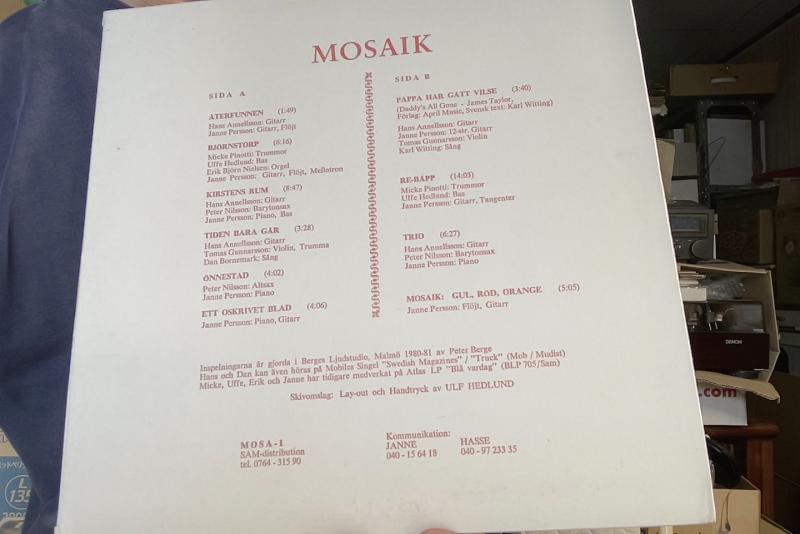 MOSAIK
SIDA A
ÅTERFUNNEN (1:49)
Hans Annellsson: Gitarr
Janne Persson: Gitarr, Flöjt
BJÖRNSTORP (6:16)
Micke Pinotti: Trummor
Uffe Hedlund: Bas
Erik Björn Nielsen: Orgel
Janne Persson: Gitarr, Flöjt, Mellotron
KIRSTENS RUM (8:47)
Hans Annellsson: Gitarr
Peter Nilsson: Barytonsax
Janne Persson: Piano, Bas
TIDEN BARA GÅR (3:28)
Hans Annellsson: Gitarr
Tomas Gunnarsson: Violin, Trumma
Dan Bornemark: Sång
ÖNNESTAD (4:02)
Peter Nilsson: Altsax
Janne Persson: Piano
ETT OSKRIVET BLAD (4:06)
Janne Persson: Piano, Gitarr
SIDA B
PAPPA HAR GÅTT VILSE (3:40)
(Daddy's All Gone - James Taylor,
Förlag: April Music, Svensk text: Karl Witting)
Hans Annellsson: Gitarr
Janne Persson: 12-str. Gitarr
Tomas Gunnarsson: Violin
Karl Witting: Sång
RE-BAPP (14:03)
Micke Pinotti: Trummor
Uffe Hedlund: Bas
Janne Persson: Gitarr, Tangenter
TRIO (6:27)
Hans Annellsson: Gitarr
Peter Nilsson: Barytonsax
Janne Persson: Piano
MOSAIK: GUL, RÖD, ORANGE (5:05)
Janne Persson: Flöjt, Gitarr
Inspelningarna är gjorda i Berges Ljudstudio, Malmö 1980-81 av Peter Berge
Hans och Dan kan även höras på Mobiles Singel "Swedish Magazines" / "Truck" (Mob / Mudist)
Micke, Uffe, Erik och Janne har tidigare medverkat på Atlas LP "Blå vardag" (BLP 705/Sam)
Skivomslag: Lay-out och Handtryck av ULF HEDLUND
MOSA-1
SAM-distribution
tel. 0764 - 315 90
Kommunikation:
JANNE
040 - 15 64 18
HASSE
040 - 97 233 35
DENON
.com
L
135